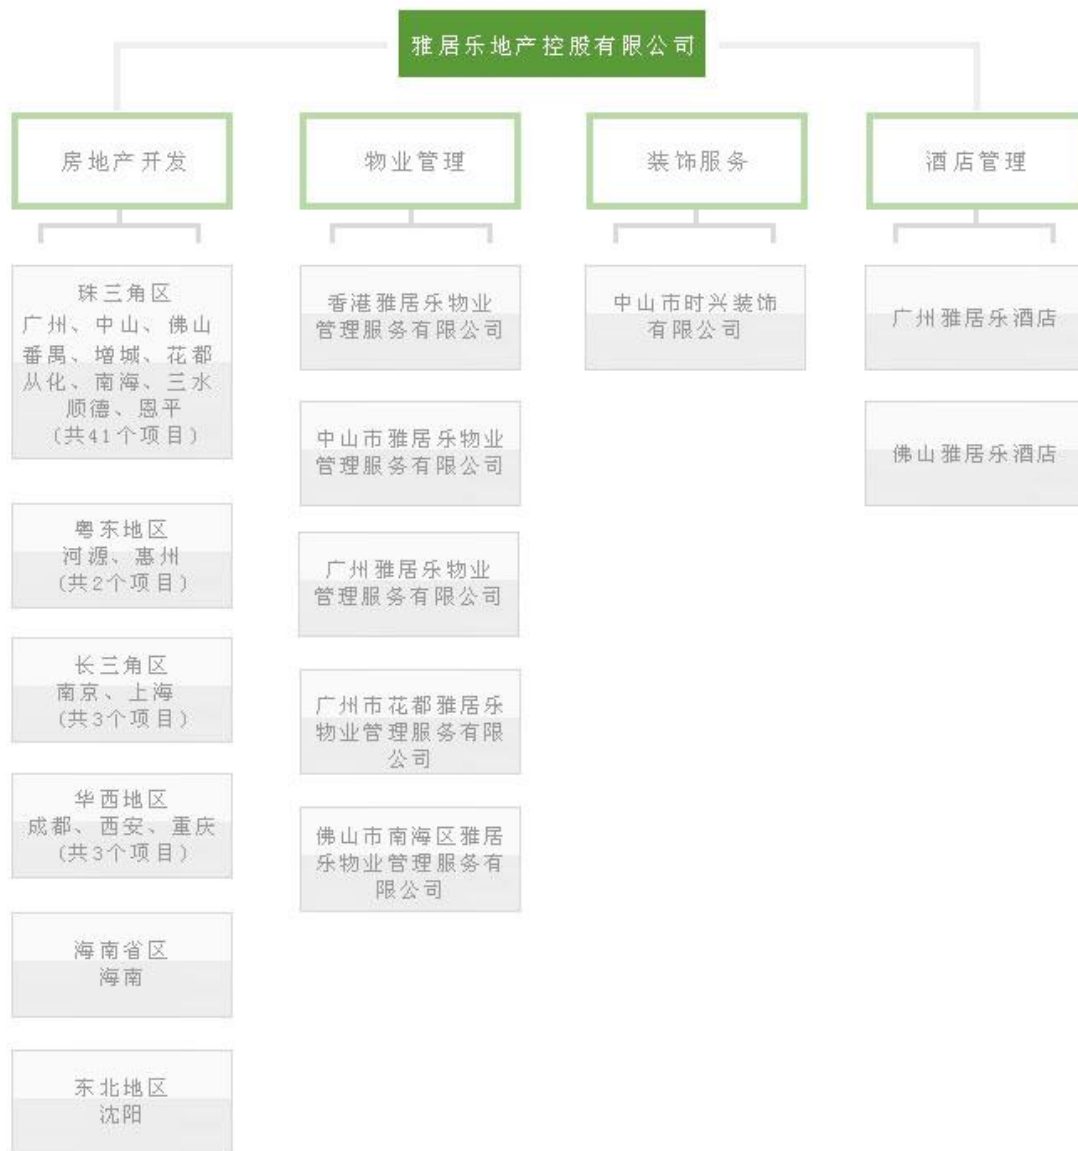 雅居乐地产控股有限公司
房地产开发
物业管理
装饰服务
酒店管理
珠三角区
广州、中山、佛山
番禺、增城、花都
从化、南海、三水
顺德、恩平
(共41个项目)
粤东地区
河源、惠州
(共2个项目)
长三角区
南京、上海
(共3个项目)
华西地区
成都、西安、重庆
(共3个项目)
海南省区
海南
东北地区
沈阳
香港雅居乐物业
管理服务有限公司
中山市雅居乐物业
管理服务有限公司
广州雅居乐物业
管理服务有限公司
广州市花都雅居乐
物业管理服务有限
公司
佛山市南海区雅居
乐物业管理服务有
限公司
中山市时兴装饰
有限公司
广州雅居乐酒店
佛山雅居乐酒店